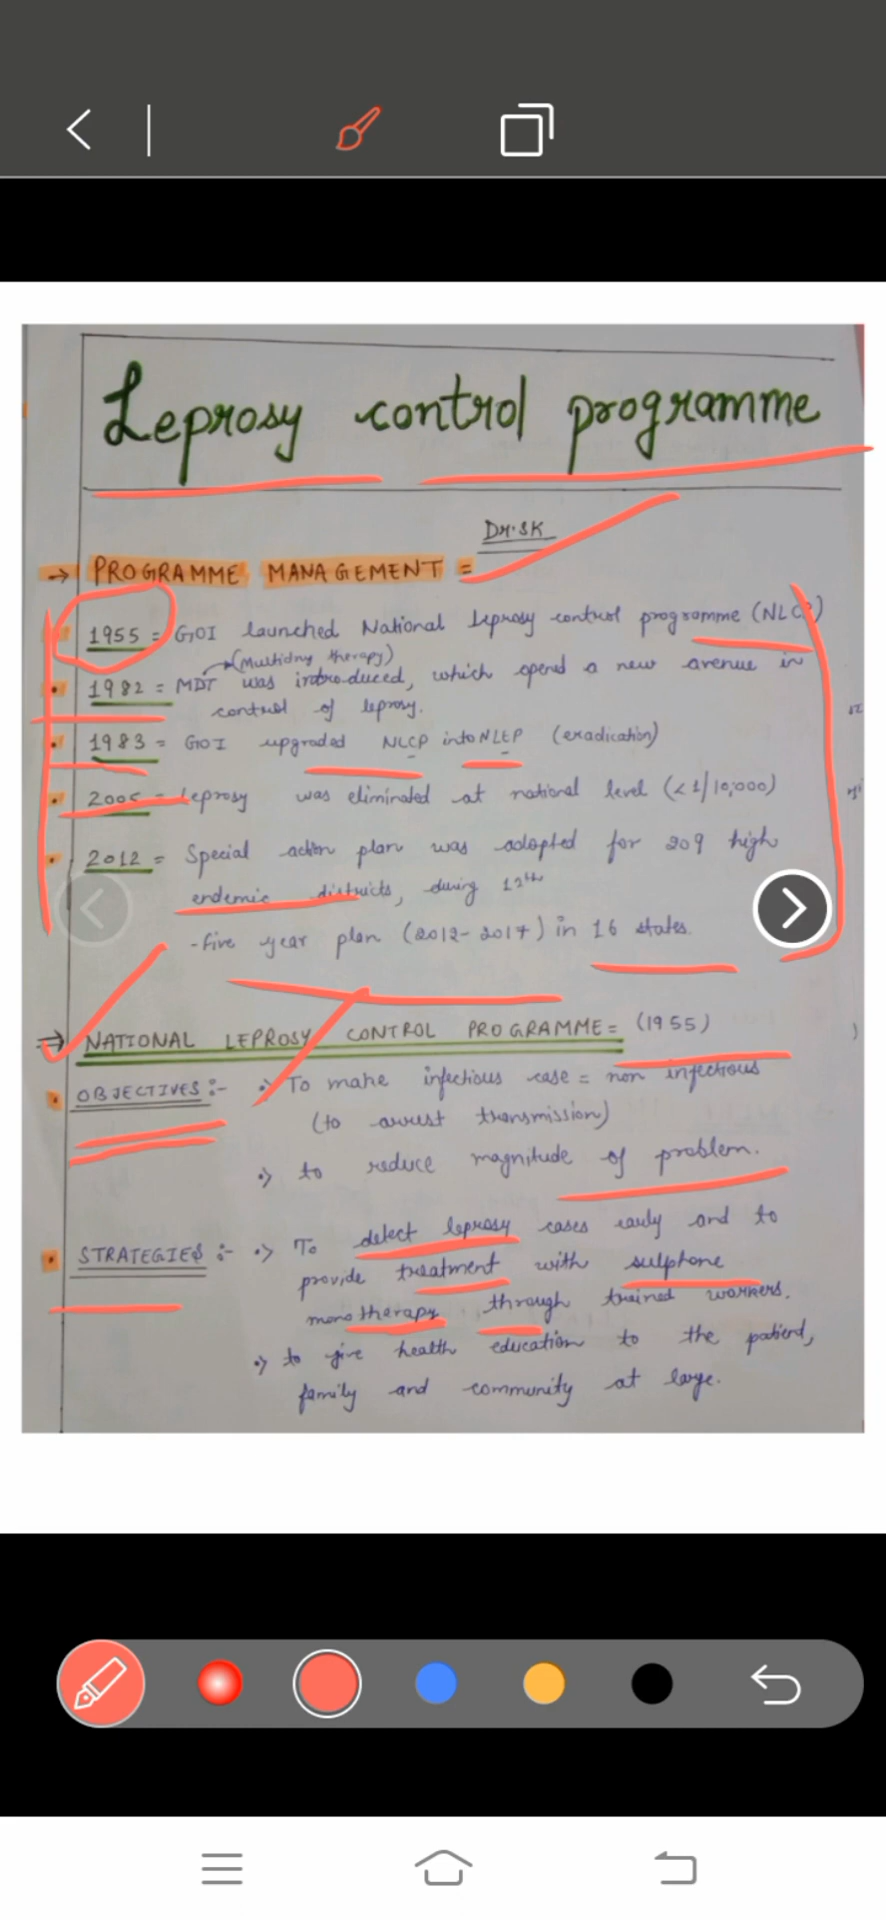 Leprosy control programme
Dr.SK
→ PROGRAMME MANAGEMENT =
1955 = GOI launched National leprosy control programme (NLCP)
(Multidrug therapy)
1982 = MDT was introduced, which opened a new avenue in
control of leprosy.
1983 = GOI upgraded NLCP into NLEP (eradication)
2005 = Leprosy was eliminated at national level (<1/10,000)
2012 = Special action plan was adopted for 209 high
endemic districts, during 12th
- five year plan (2012-2017) in 16 states.
⇒ NATIONAL LEPROSY CONTROL PROGRAMME = (1955)
OBJECTIVES :- To make infectious case = non infectious
(to arrest transmission)
to reduce magnitude of problem.
STRATEGIES :- To detect leprosy cases early and to
provide treatment with sulphone
mono therapy through trained workers.
to give health education to the patient,
family and community at large.